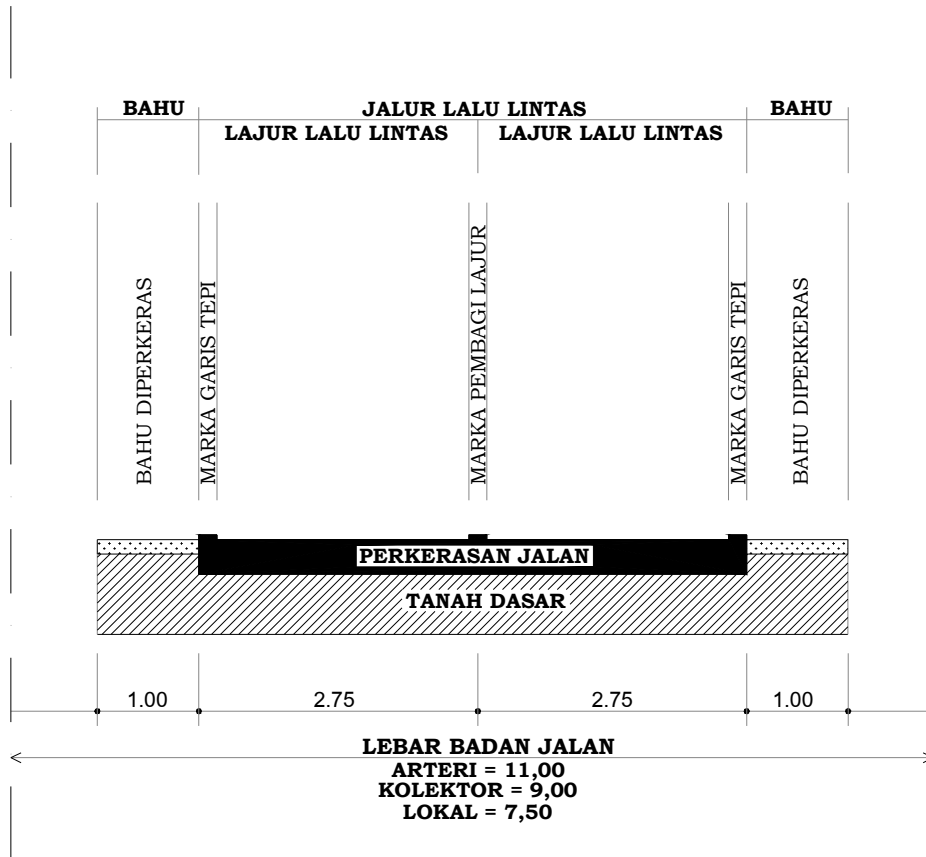 BAHU JALUR LALU LINTAS BAHU
LAJUR LALU LINTAS LAJUR LALU LINTAS
BAHU DIPERKERAS
MARKA GARIS TEPI
MARKA PEMBAGI LAJUR
MARKA GARIS TEPI
BAHU DIPERKERAS
PERKERASAN JALAN
TANAH DASAR
1.00 2.75 2.75 1.00
LEBAR BADAN JALAN
ARTERI = 11,00
KOLEKTOR = 9,00
LOKAL = 7,50